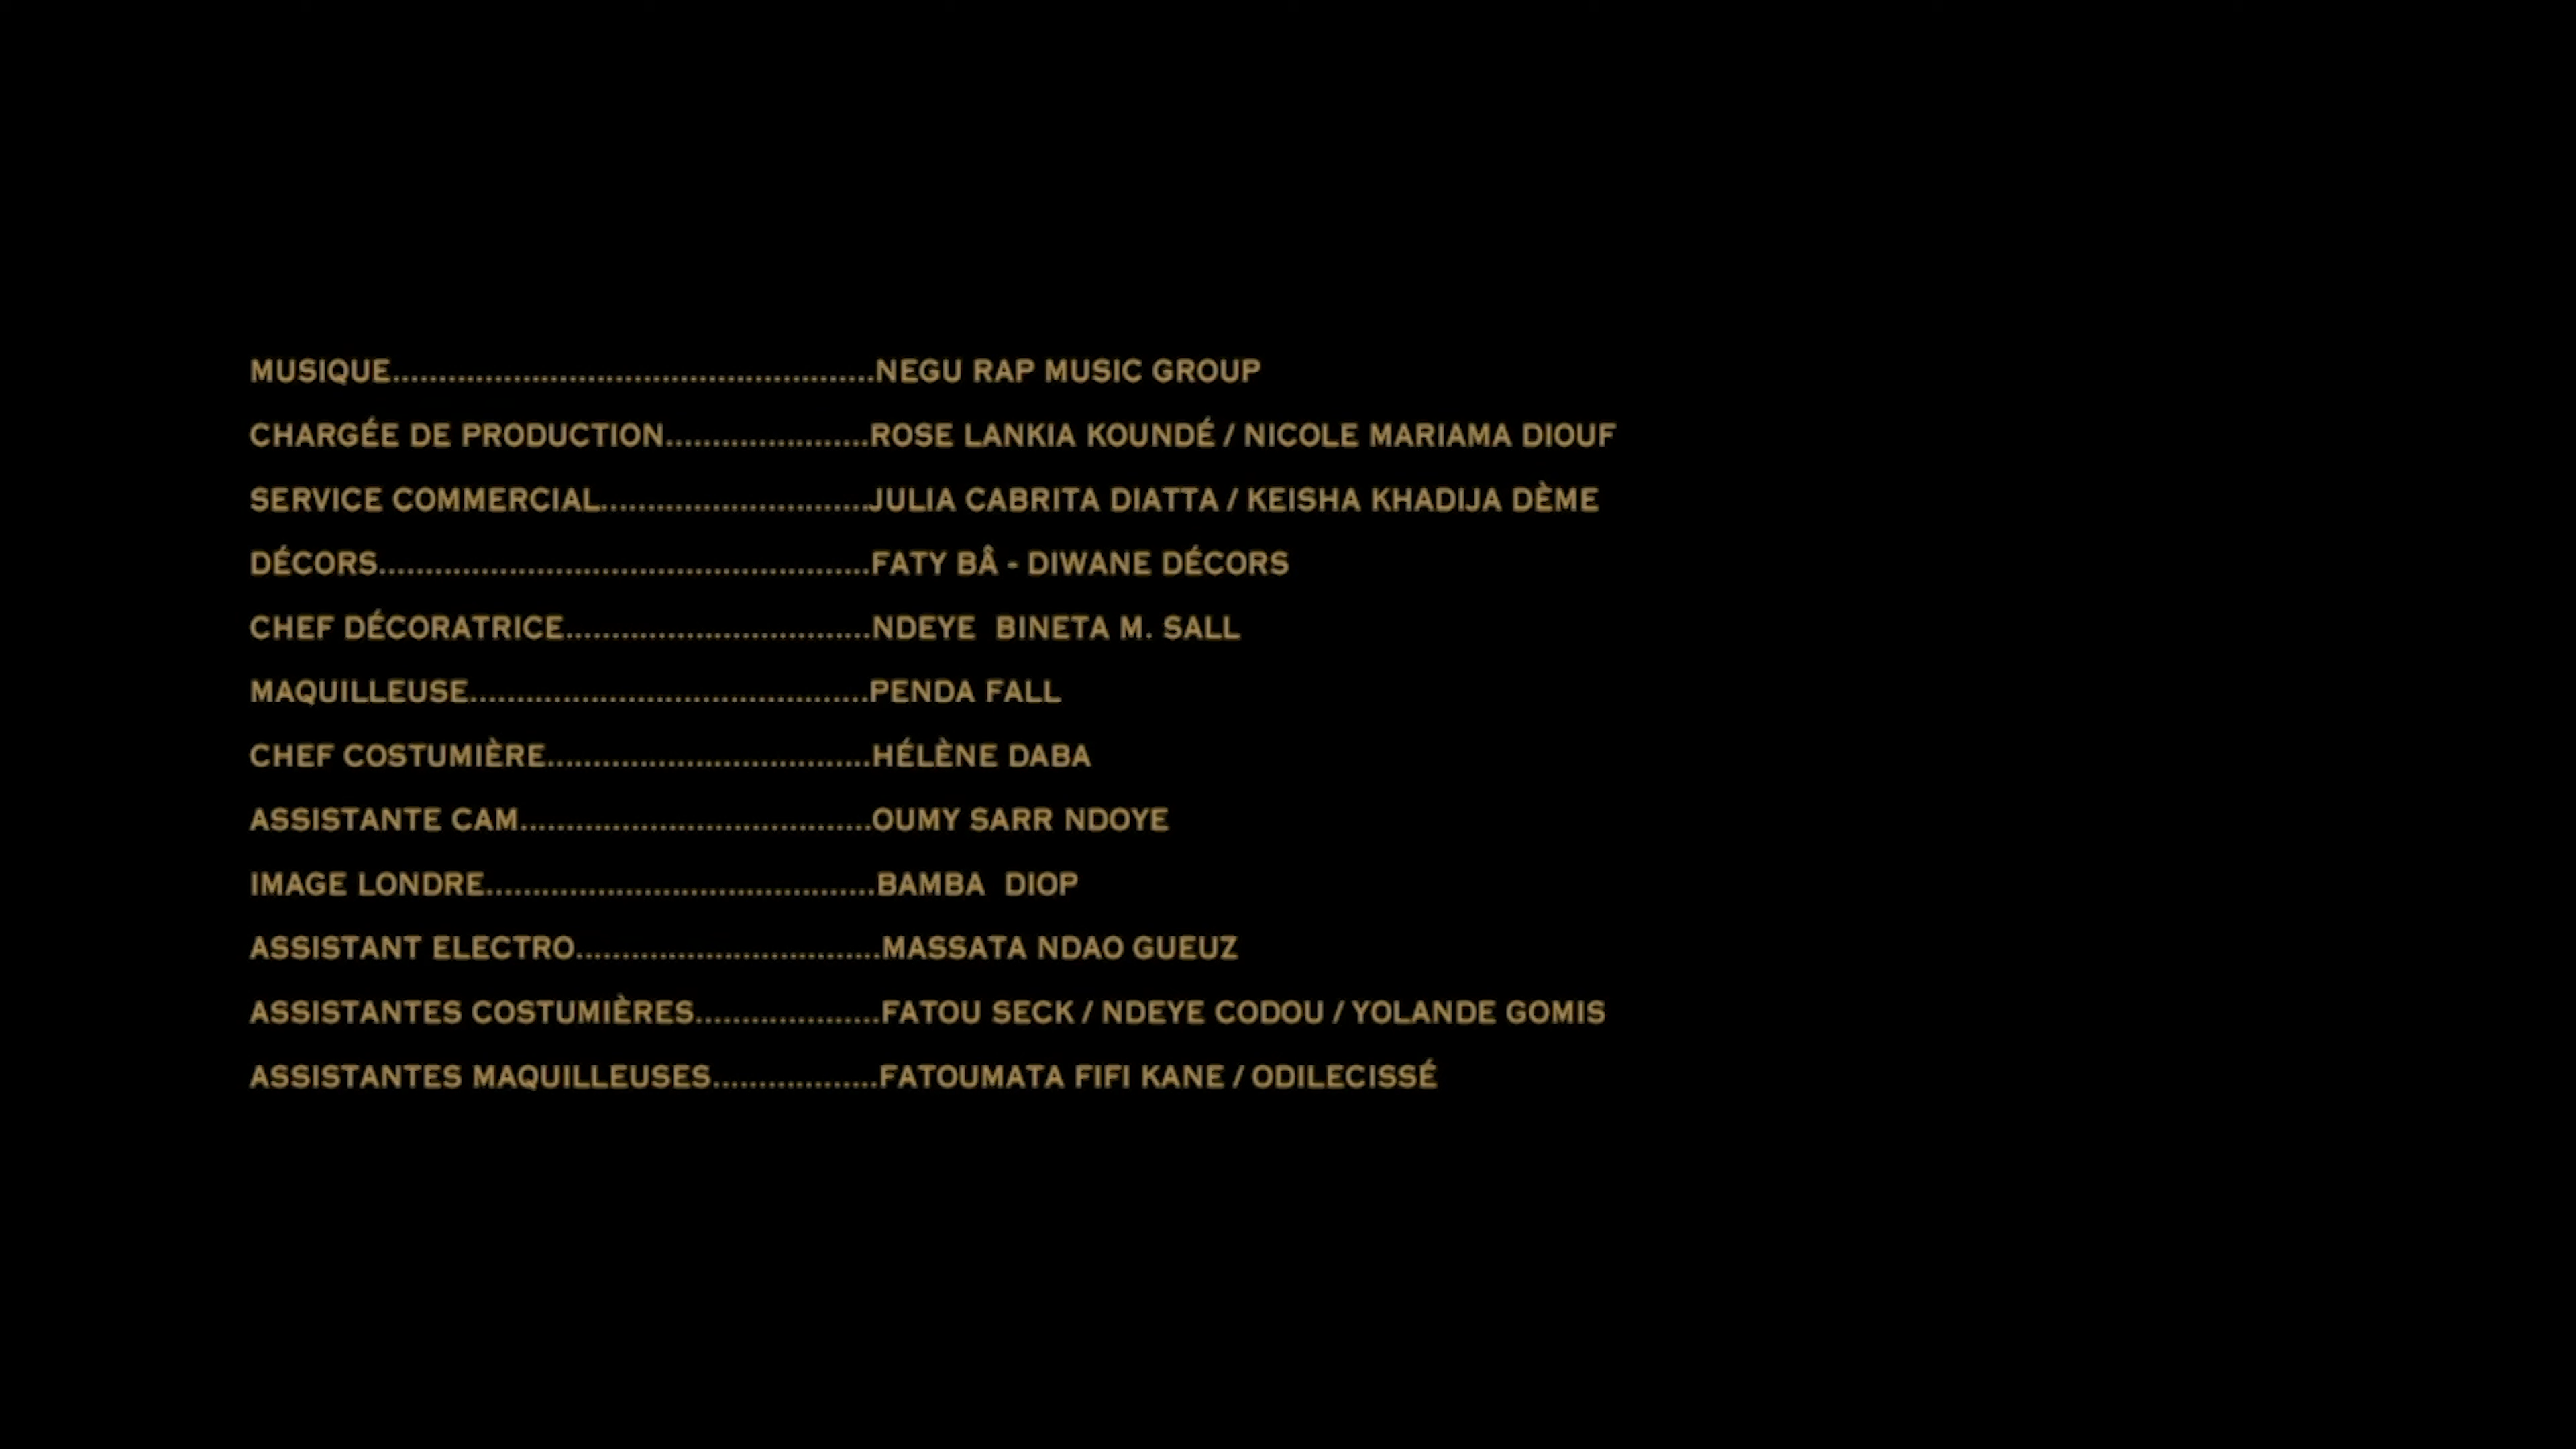 MUSIQUE....................................................NEGU RAP MUSIC GROUP
CHARGÉE DE PRODUCTION......................ROSE LANKIA KOUNDÉ / NICOLE MARIAMA DIOUF
SERVICE COMMERCIAL.............................JULIA CABRITA DIATTA / KEISHA KHADIJA DÈME
DÉCORS.....................................................FATY BÂ - DIWANE DÉCORS
CHEF DÉCORATRICE.................................NDEYE  BINETA M. SALL
MAQUILLEUSE...........................................PENDA FALL
CHEF COSTUMIÈRE...................................HÉLÈNE DABA
ASSISTANTE CAM......................................OUMY SARR NDOYE
IMAGE LONDRE..........................................BAMBA  DIOP
ASSISTANT ELECTRO.................................MASSATA NDAO GUEUZ
ASSISTANTES COSTUMIÈRES....................FATOU SECK / NDEYE CODOU / YOLANDE GOMIS
ASSISTANTES MAQUILLEUSES..................FATOUMATA FIFI KANE / ODILECISSÉ